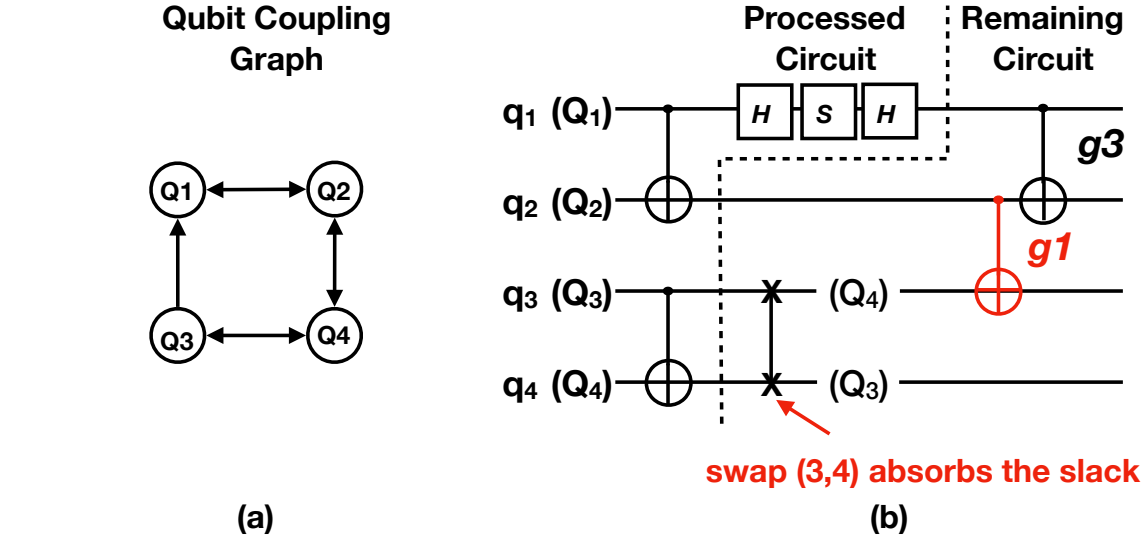 Qubit Coupling
Graph
Q1
Q2
Q3
Q4
(a)
Processed
Circuit
Remaining
Circuit
q1 (Q1)
H
S
H
g3
q2 (Q2)
g1
q3 (Q3)
X
(Q4)
q4 (Q4)
X
(Q3)
swap (3,4) absorbs the slack
(b)